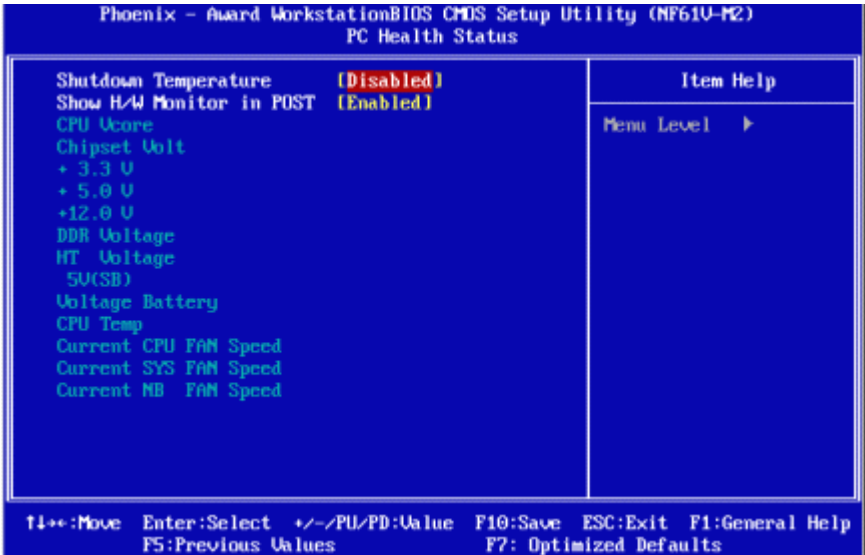 Phoenix - Award WorkstationBIOS CMOS Setup Utility (NF61V-M2)
PC Health Status
Shutdown Temperature [Disabled]
Show H/W Monitor in POST [Enabled]
CPU Vcore
Chipset Volt
+ 3.3 V
+ 5.0 V
+12.0 V
DDR Voltage
HT Voltage
5V(SB)
Voltage Battery
CPU Temp
Current CPU FAN Speed
Current SYS FAN Speed
Current NB FAN Speed
Item Help
Menu Level ▶
↑↓→←:Move Enter:Select +/-/PU/PD:Value F10:Save ESC:Exit F1:General Help
F5:Previous Values F7: Optimized Defaults